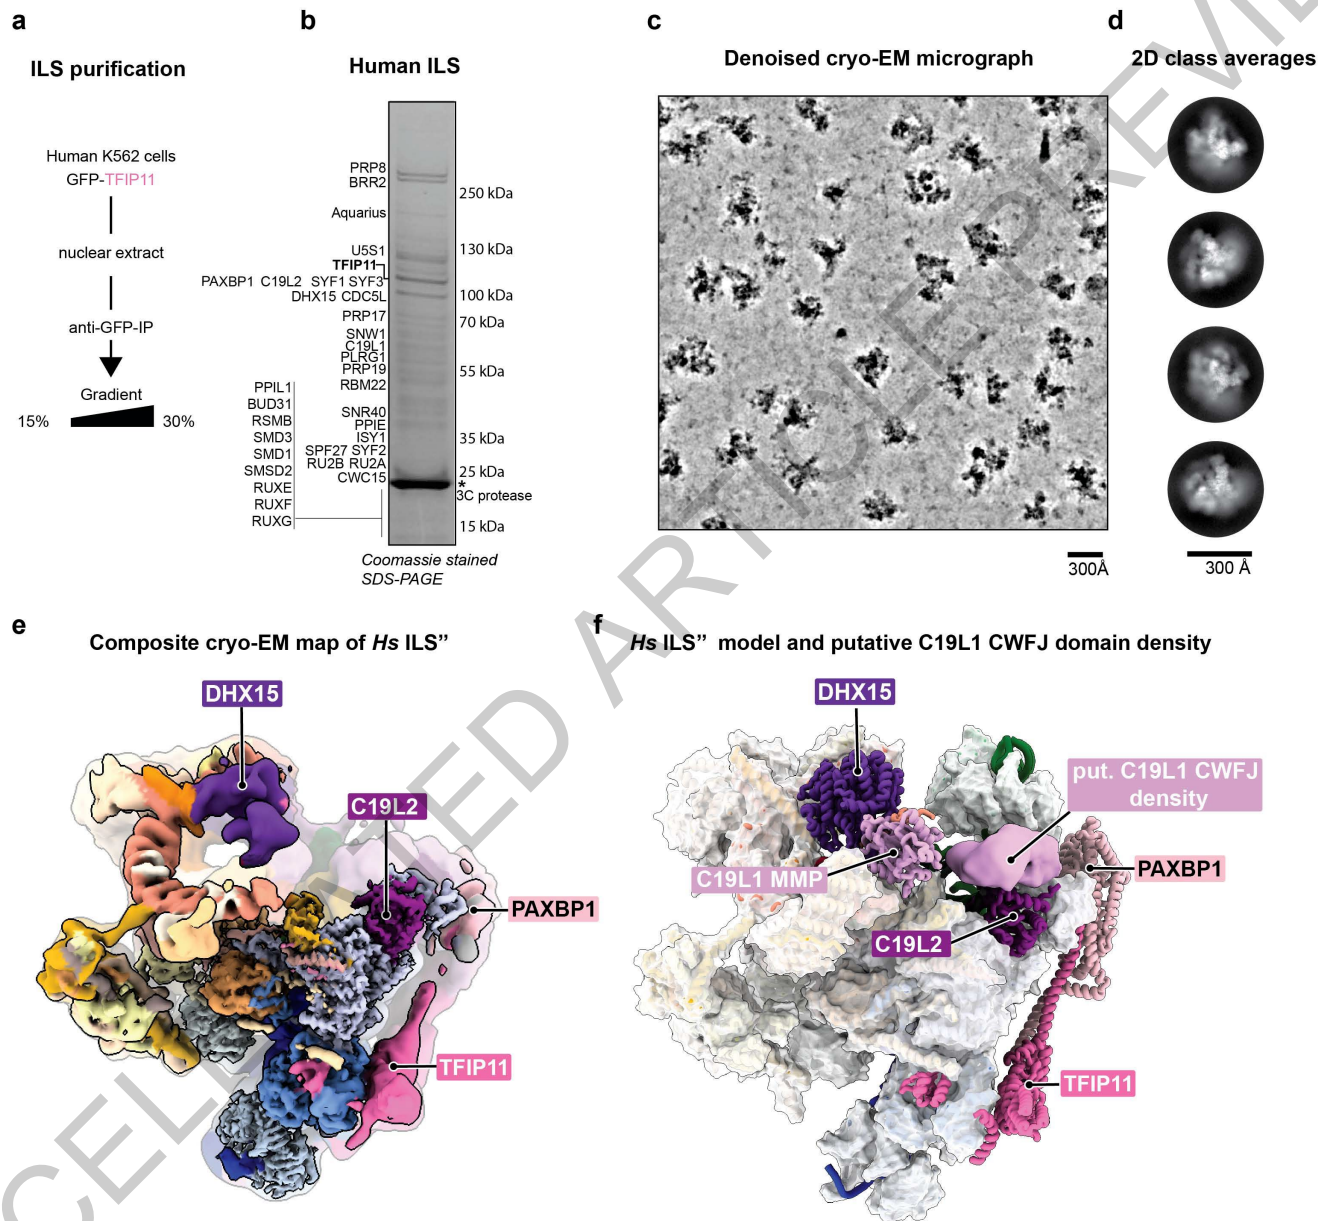 a
ILS purification
Human K562 cells
GFP-TFIP11
nuclear extract
anti-GFP-IP
Gradient
15%
30%
b
Human ILS
PRP8
BRR2
Aquarius
U5S1
TFIP11
PAXBP1 C19L2 SYF1 SYF3
DHX15 CDC5L
PRP17
SNW1
C19L1
PLRG1
PRP19
RBM22
SNR40
PPIE
ISY1
SPF27 SYF2
RU2B RU2A
CWC15
PPIL1
BUD31
RSMB
SMD3
SMD1
SMSD2
RUXE
RUXF
RUXG
250 kDa
130 kDa
100 kDa
70 kDa
55 kDa
35 kDa
25 kDa
*
3C protease
15 kDa
Coomassie stained
SDS-PAGE
c
Denoised cryo-EM micrograph
300Å
d
2D class averages
300 Å
e
Composite cryo-EM map of Hs ILS”
DHX15
C19L2
PAXBP1
TFIP11
f
Hs ILS” model and putative C19L1 CWFJ domain density
DHX15
put. C19L1 CWFJ
density
C19L1 MMP
PAXBP1
C19L2
TFIP11
ARTICLE PREVIEW